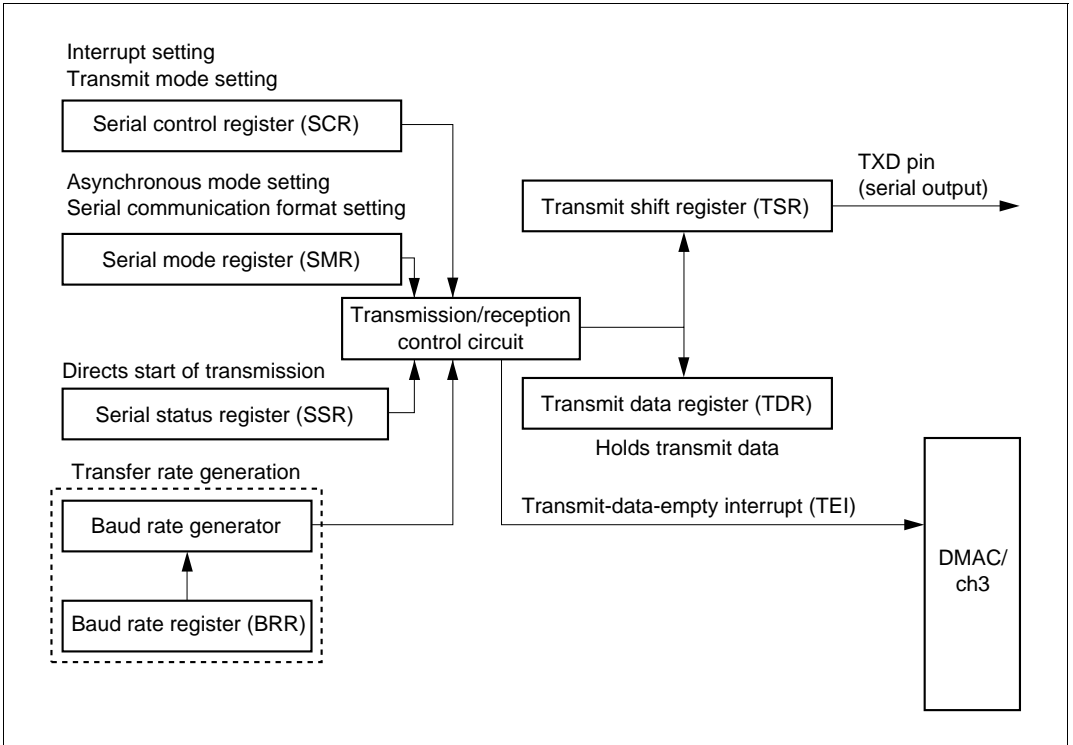 Interrupt setting
Transmit mode setting
Serial control register (SCR)
Asynchronous mode setting
Serial communication format setting
Serial mode register (SMR)
Transmission/reception
control circuit
Directs start of transmission
Serial status register (SSR)
Transfer rate generation
Baud rate generator
Baud rate register (BRR)
TXD pin
(serial output)
Transmit shift register (TSR)
Transmit data register (TDR)
Holds transmit data
Transmit-data-empty interrupt (TEI)
DMAC/
ch3